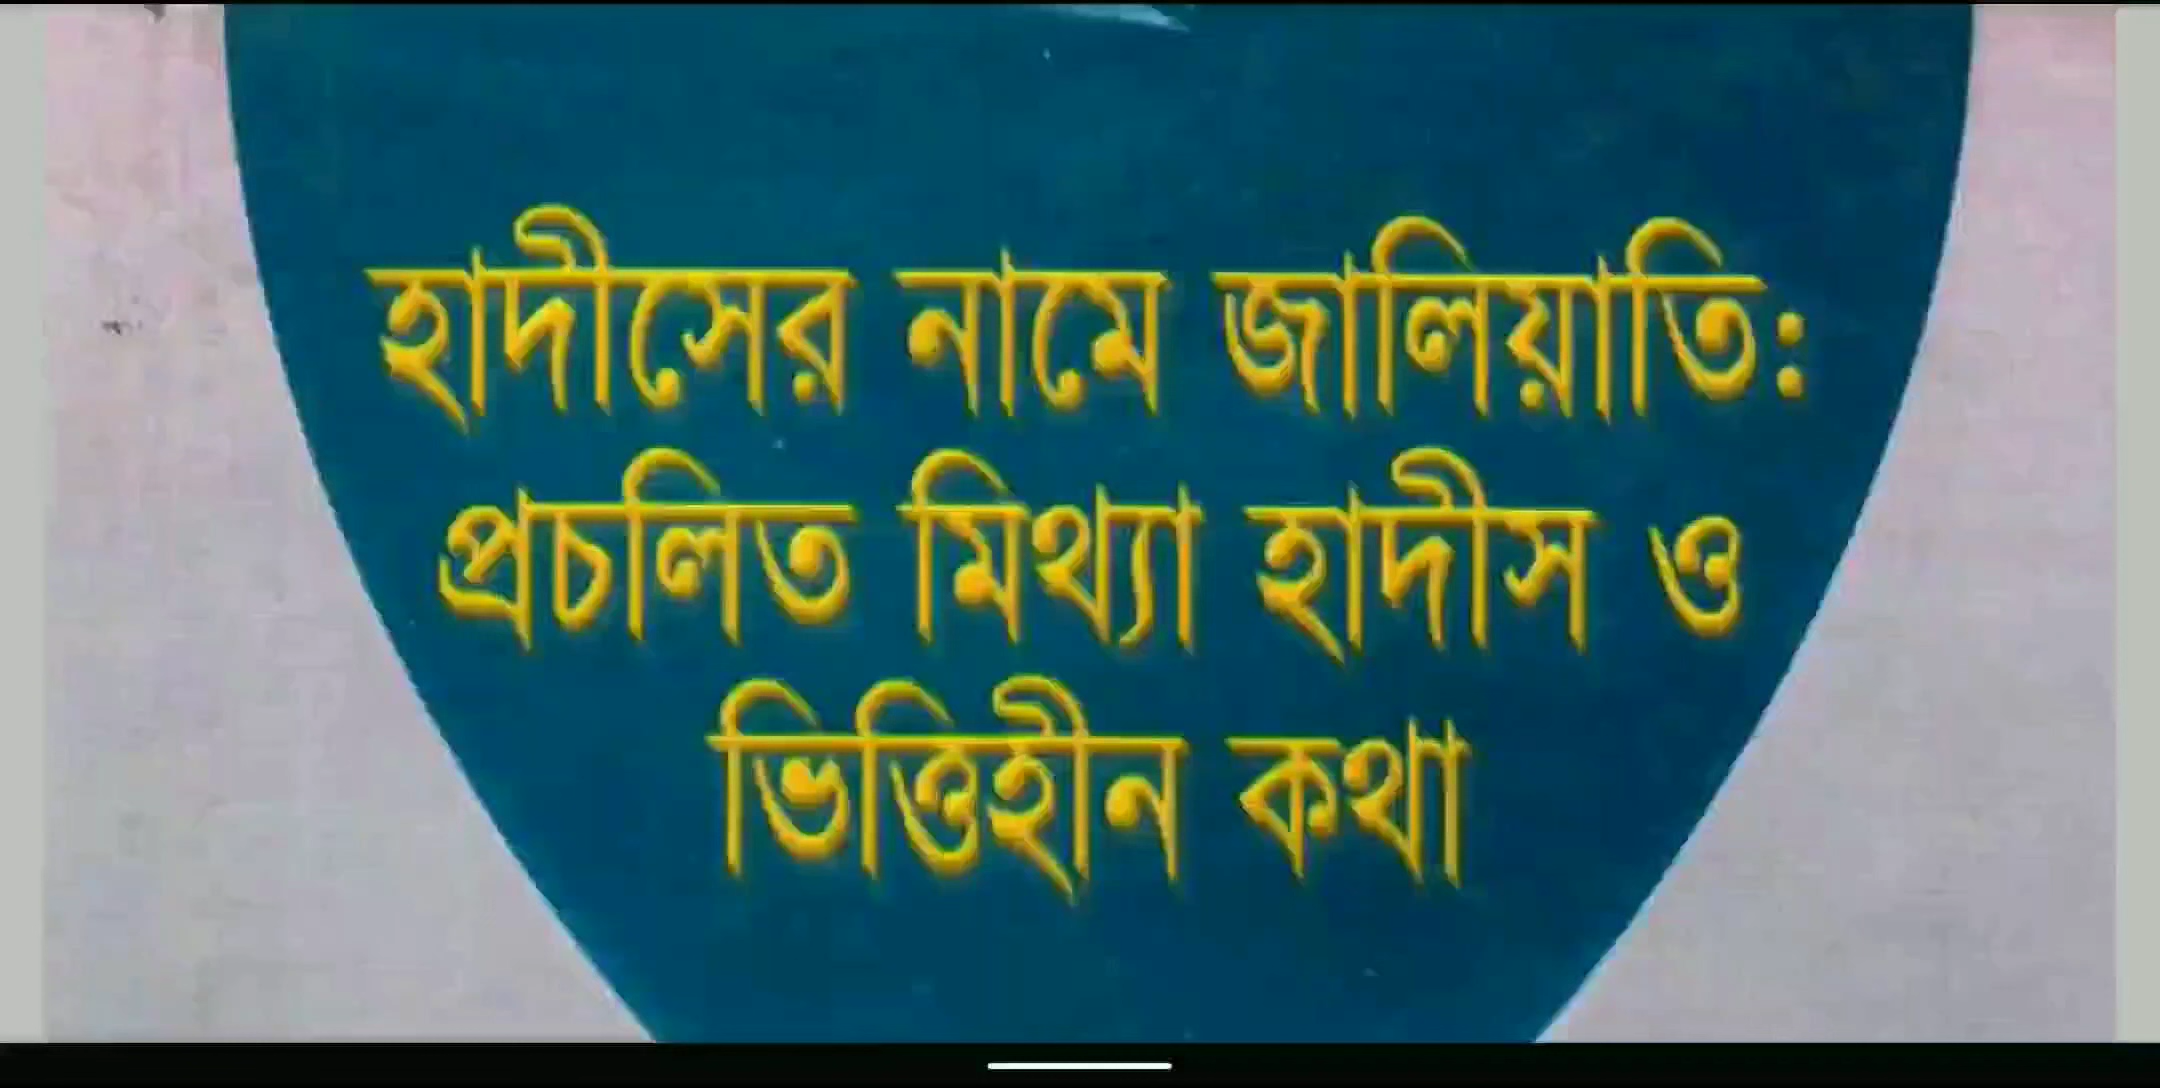 হাদীসের নামে জালিয়াতি:
প্রচলিত মিথ্যা হাদীস ও
ভিত্তিহীন কথা